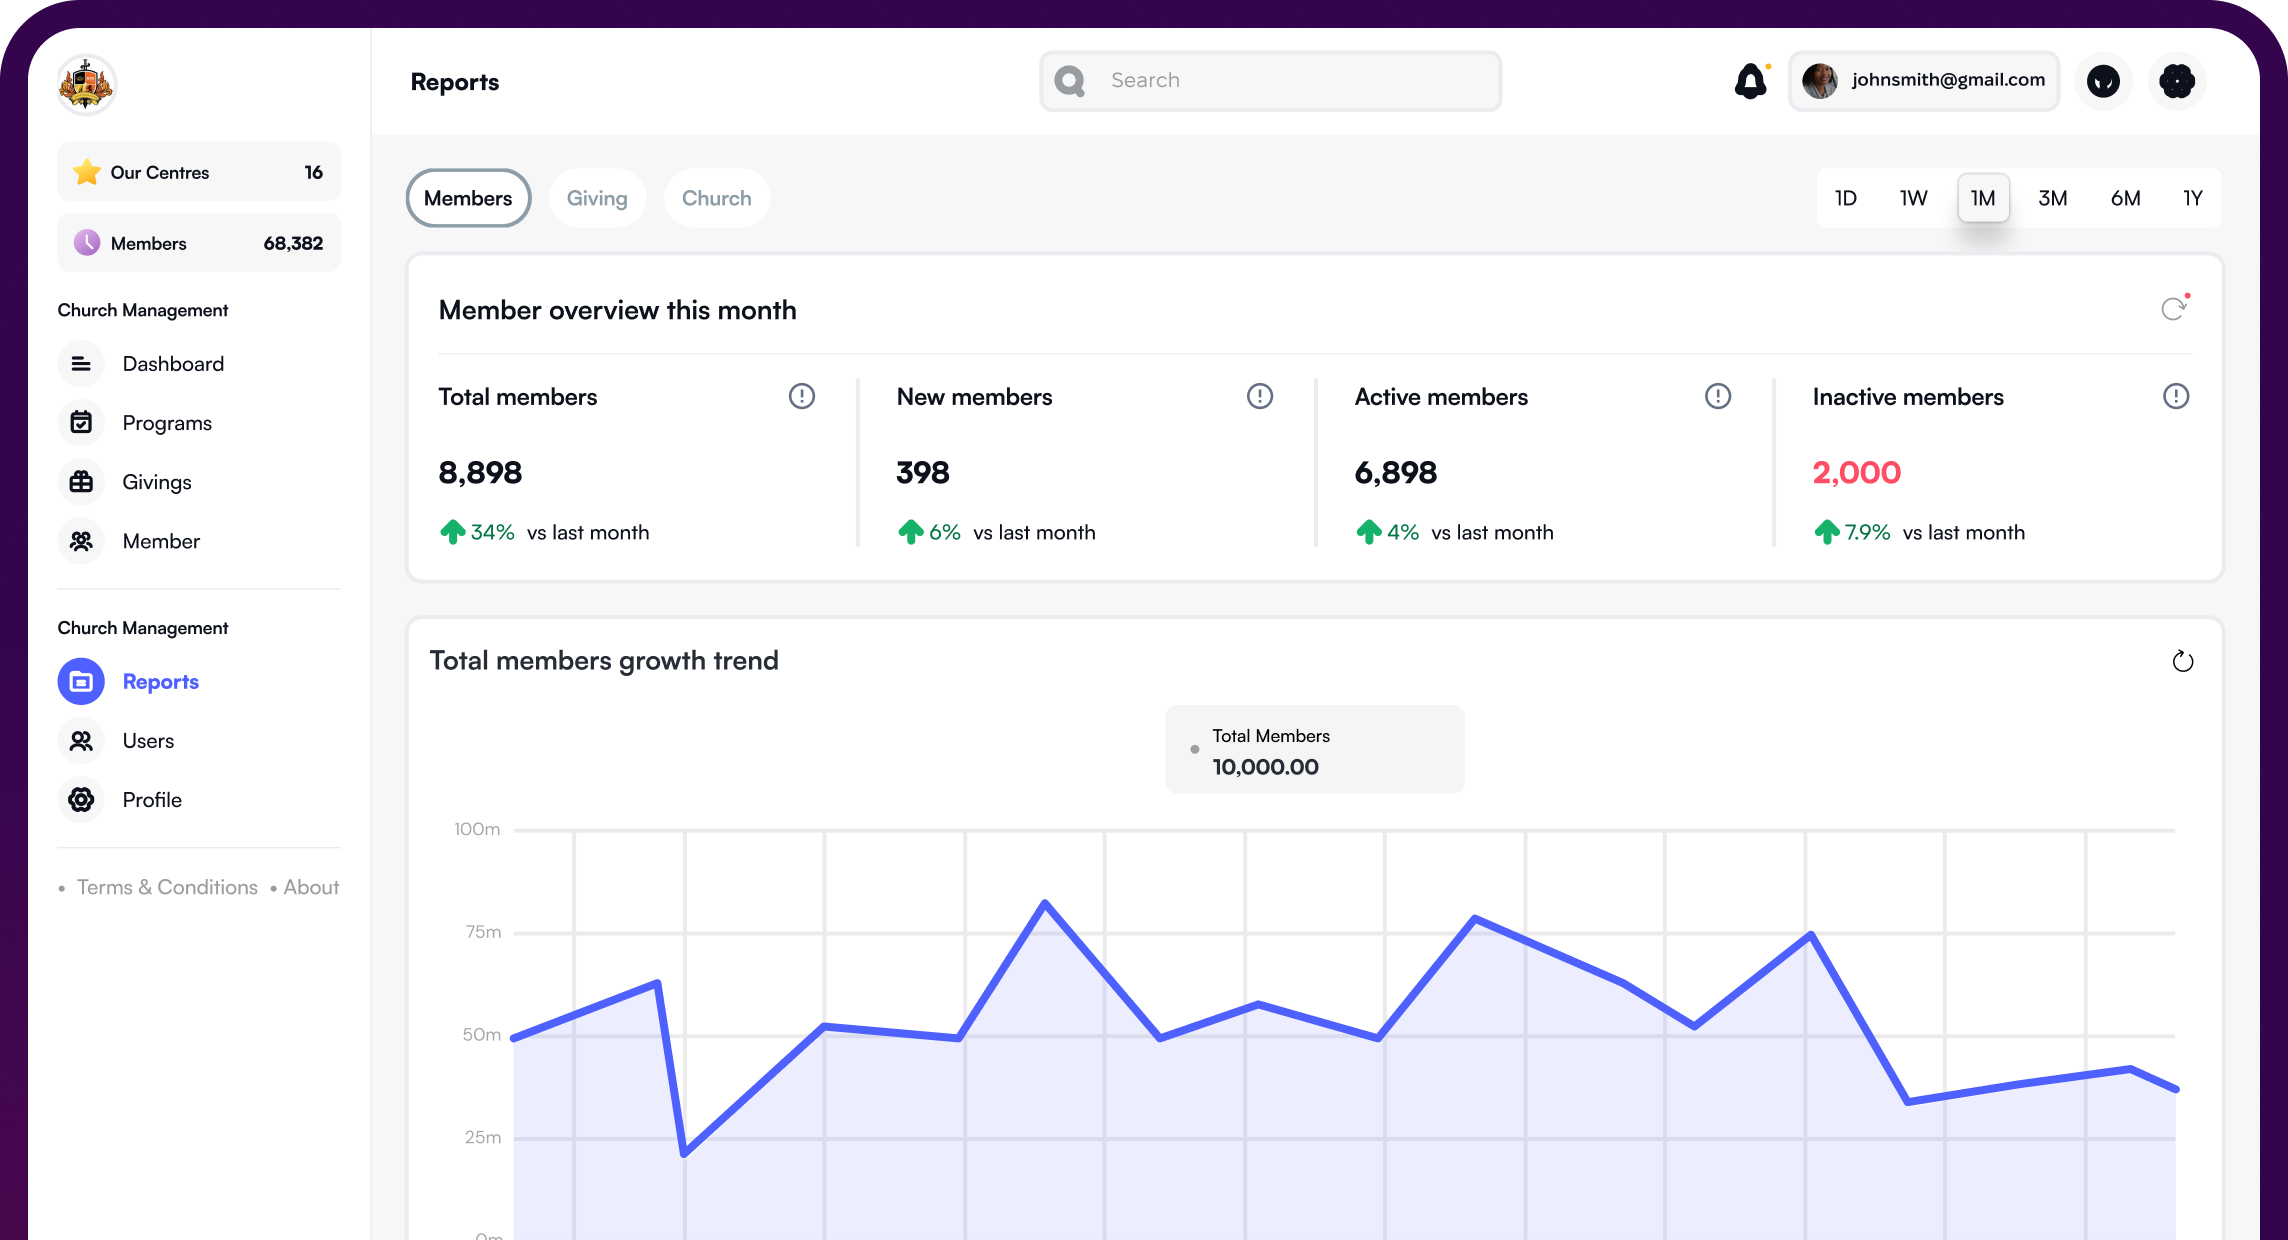 Reports
Search
johnsmith@gmail.com
Our Centres 16
Members 68,382
Church Management
Dashboard
Programs
Givings
Member
Church Management
Reports
Users
Profile
• Terms & Conditions • About
Members Giving Church
1D 1W 1M 3M 6M 1Y
Member overview this month
Total members
8,898
34% vs last month
New members
398
6% vs last month
Active members
6,898
4% vs last month
Inactive members
2,000
7.9% vs last month
Total members growth trend
Total Members
10,000.00
100m
75m
50m
25m
0m